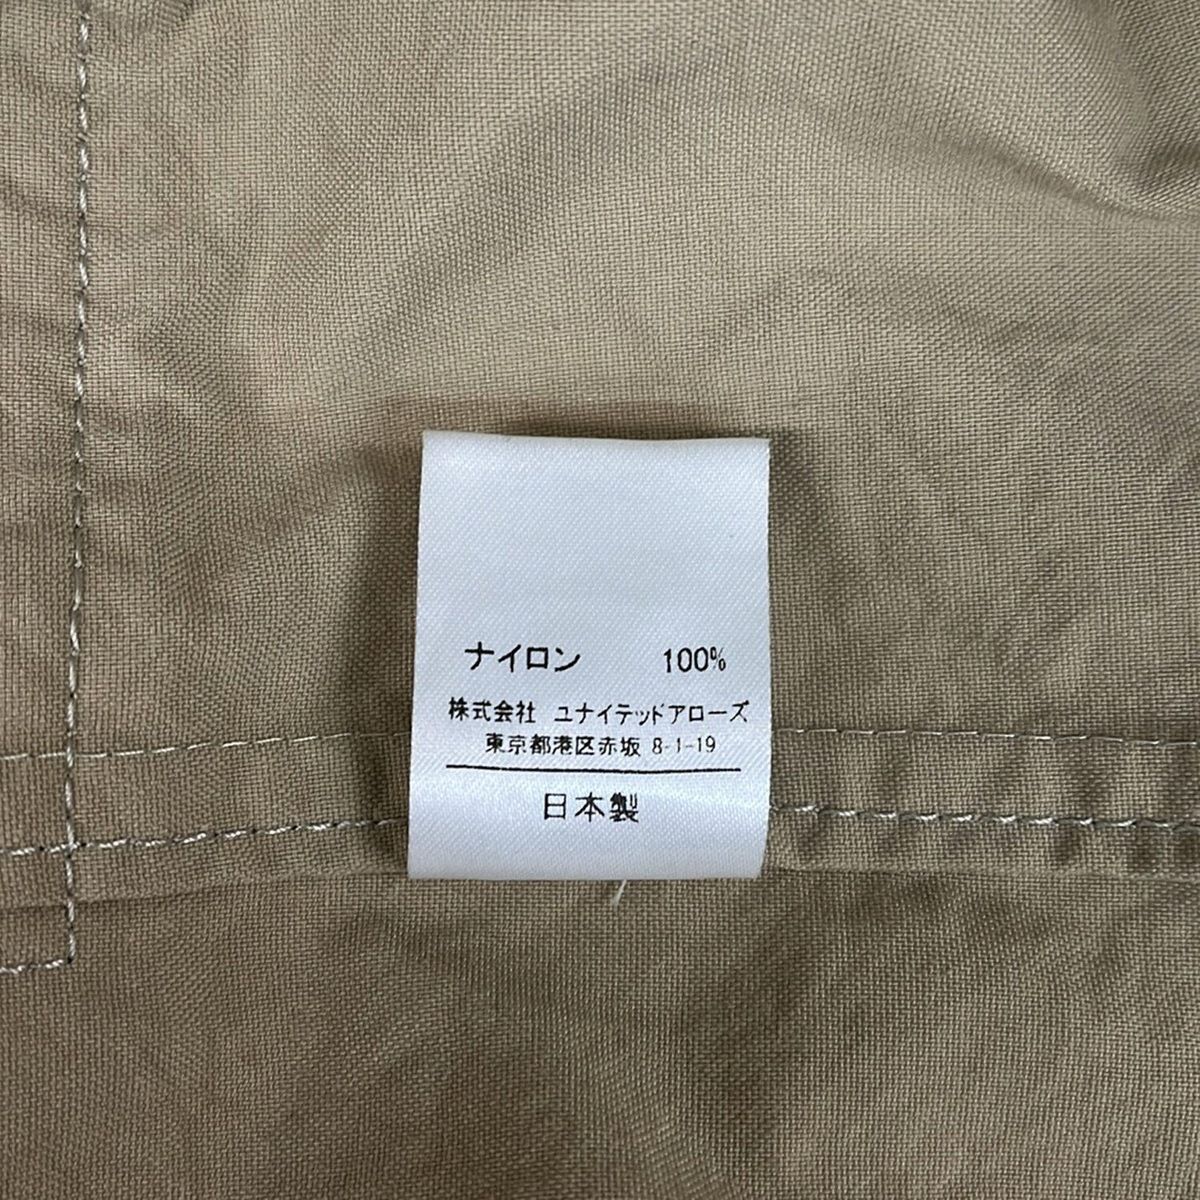 ナイロン 100%
株式会社 ユナイテッドアローズ
東京都港区赤坂 8-1-19
日本製